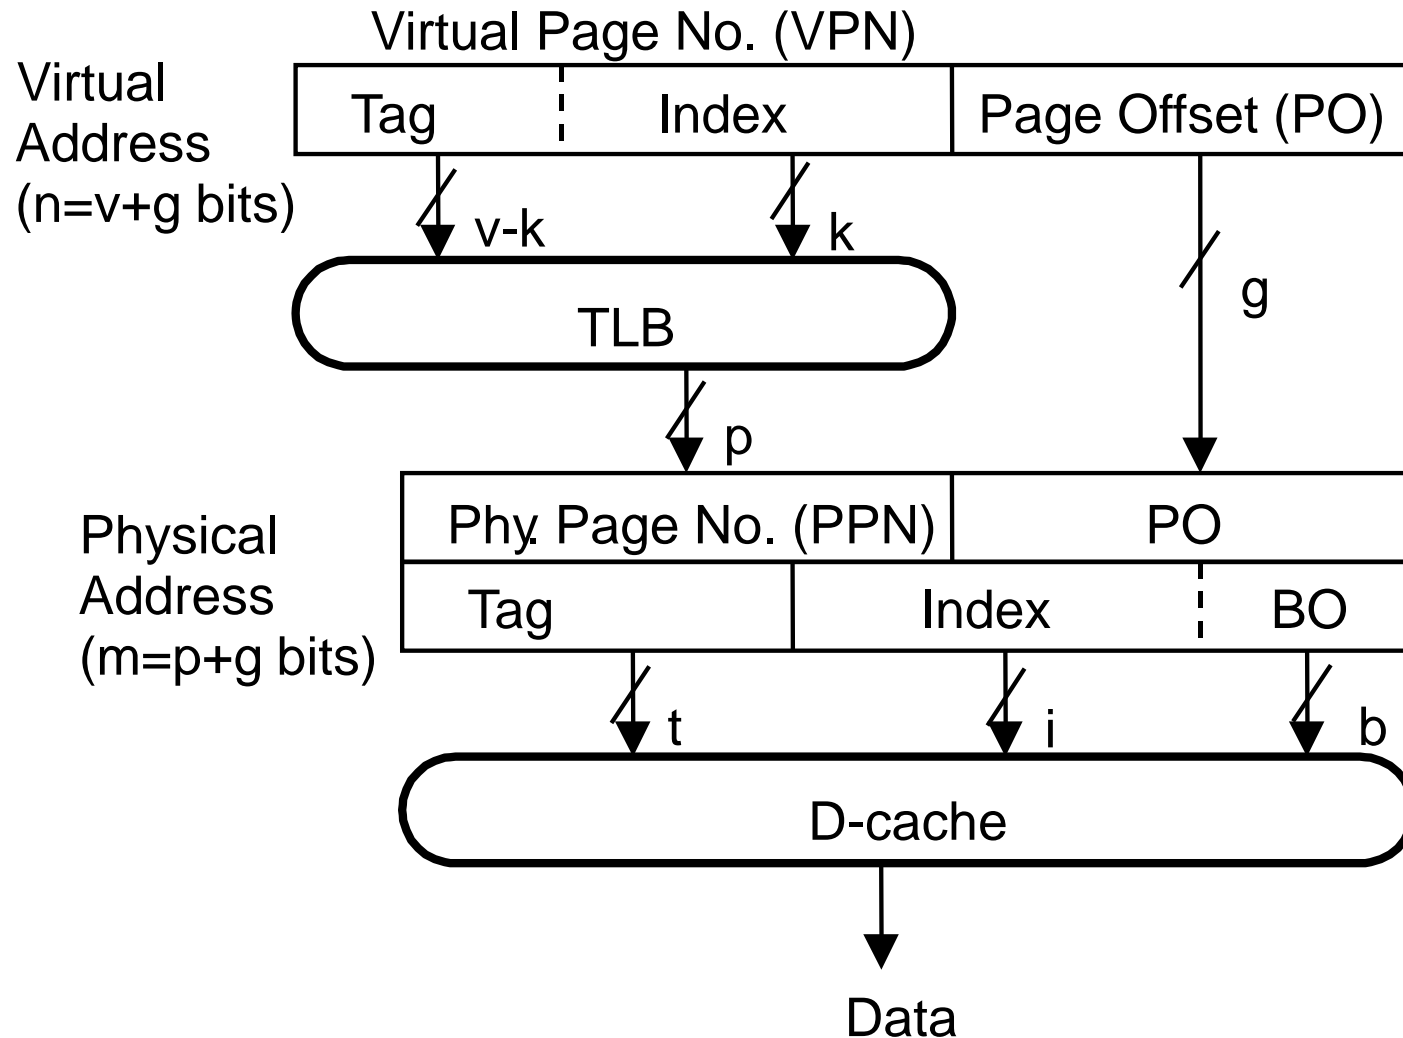 Virtual Page No. (VPN)
Virtual
Address
(n=v+g bits)
Tag
Index
Page Offset (PO)
v-k
k
g
TLB
p
Physical
Address
(m=p+g bits)
Phy. Page No. (PPN)
PO
Tag
Index
BO
t
i
b
D-cache
Data